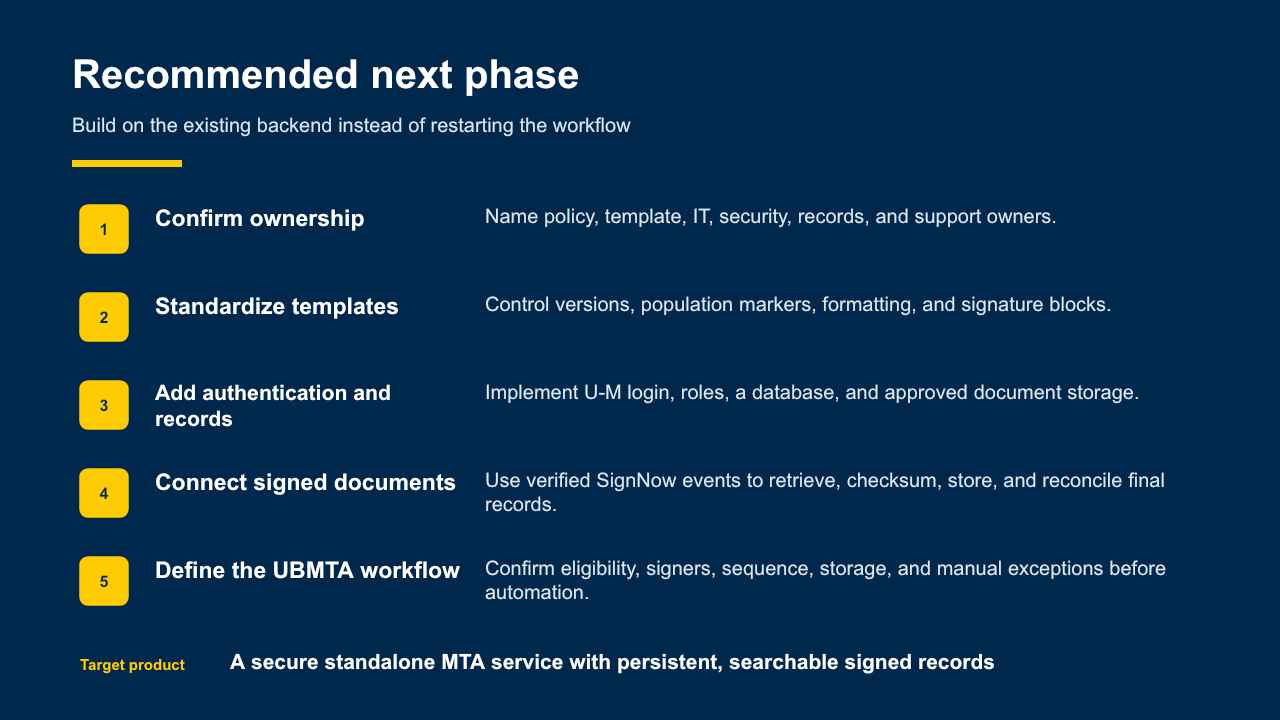 Recommended next phase
Build on the existing backend instead of restarting the workflow
1
Confirm ownership
Name policy, template, IT, security, records, and support owners.
2
Standardize templates
Control versions, population markers, formatting, and signature blocks.
3
Add authentication and
records
Implement U-M login, roles, a database, and approved document storage.
4
Connect signed documents
Use verified SignNow events to retrieve, checksum, store, and reconcile final
records.
5
Define the UBMTA workflow
Confirm eligibility, signers, sequence, storage, and manual exceptions before
automation.
Target product
A secure standalone MTA service with persistent, searchable signed records